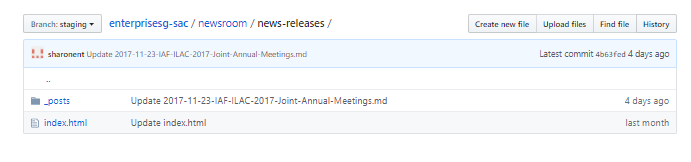 Branch: staging enterprisesg-sac / newsroom / news-releases / Create new file Upload files Find file History
sharonent Update 2017-11-23-IAF-ILAC-2017-Joint-Annual-Meetings.md Latest commit 4b63fed 4 days ago
..
_posts Update 2017-11-23-IAF-ILAC-2017-Joint-Annual-Meetings.md 4 days ago
index.html Update index.html last month